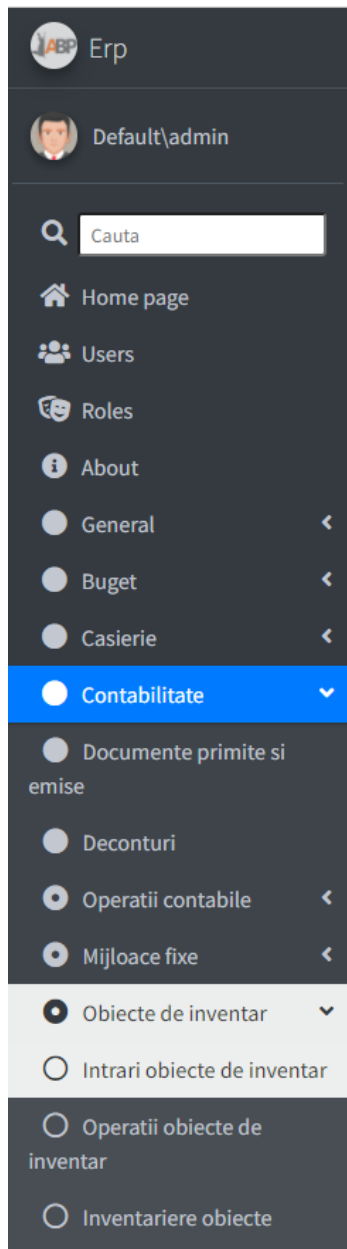 ABP Erp
Default\admin
Cauta
Home page
Users
Roles
About
General
Buget
Casierie
Contabilitate
Documente primite si
emise
Deconturi
Operatii contabile
Mijloace fixe
Obiecte de inventar
Intrari obiecte de inventar
Operatii obiecte de
inventar
Inventariere obiecte